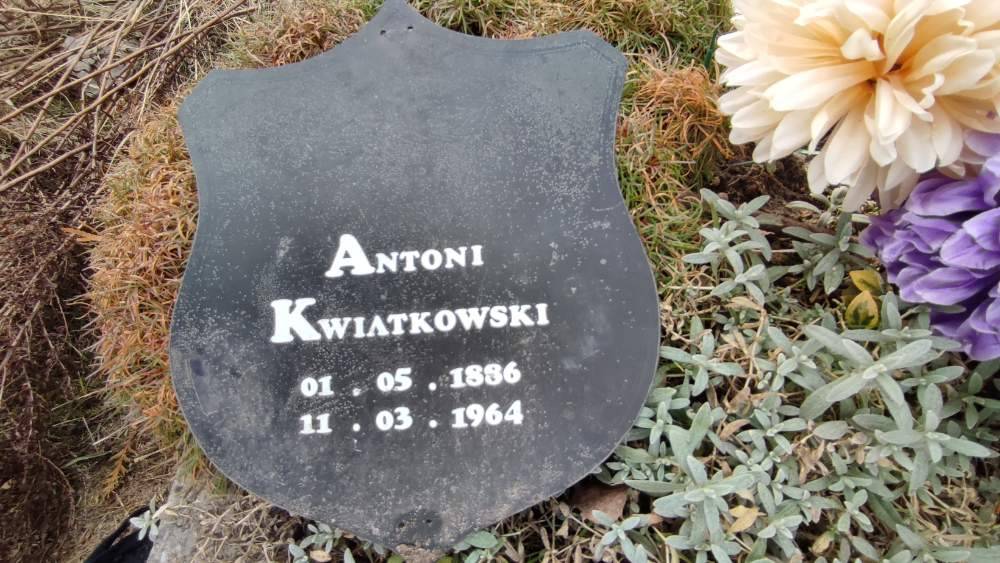 Antoni
Kwiatkowski
01 . 05 . 1886
11 . 03 . 1964